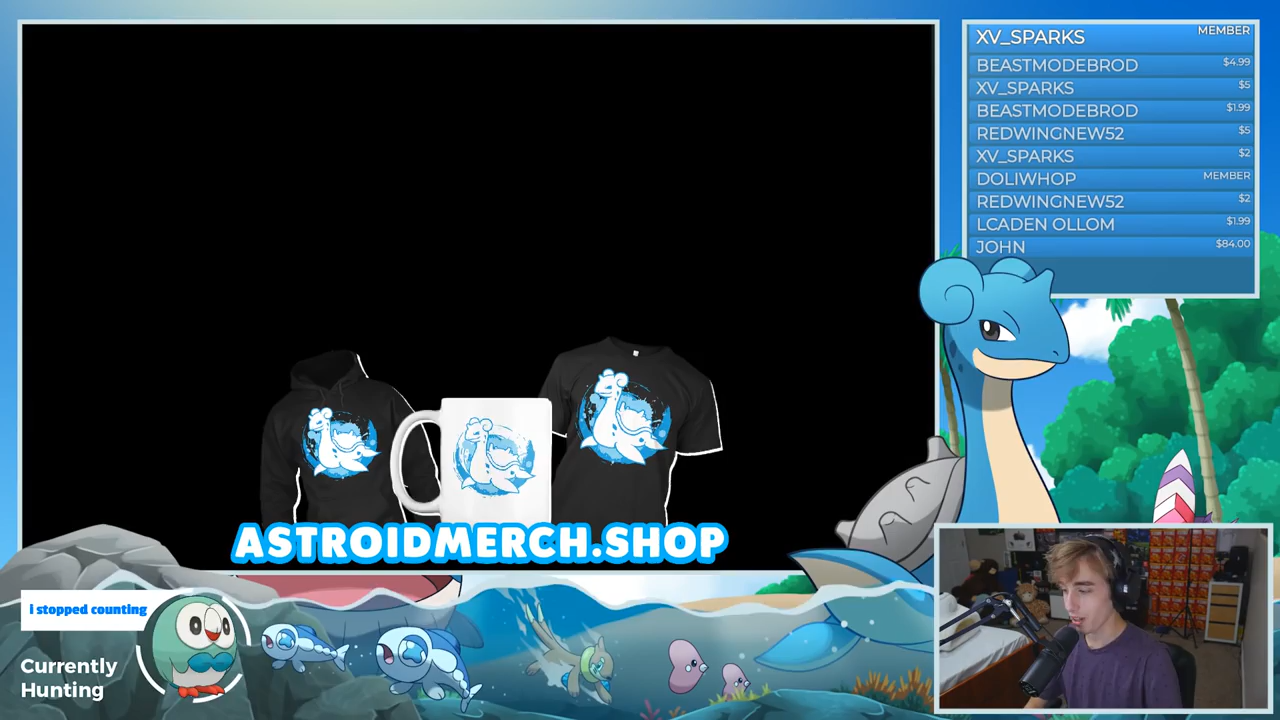 XV_SPARKS MEMBER
BEASTMODEBROD $4.99
XV_SPARKS $5
BEASTMODEBROD $1.99
REDWINGNEW52 $5
XV_SPARKS $2
DOLIWHOP MEMBER
REDWINGNEW52 $2
LCADEN OLLOM $1.99
JOHN $84.00
ASTROIDMERCH.SHOP
i stopped counting
Currently
Hunting